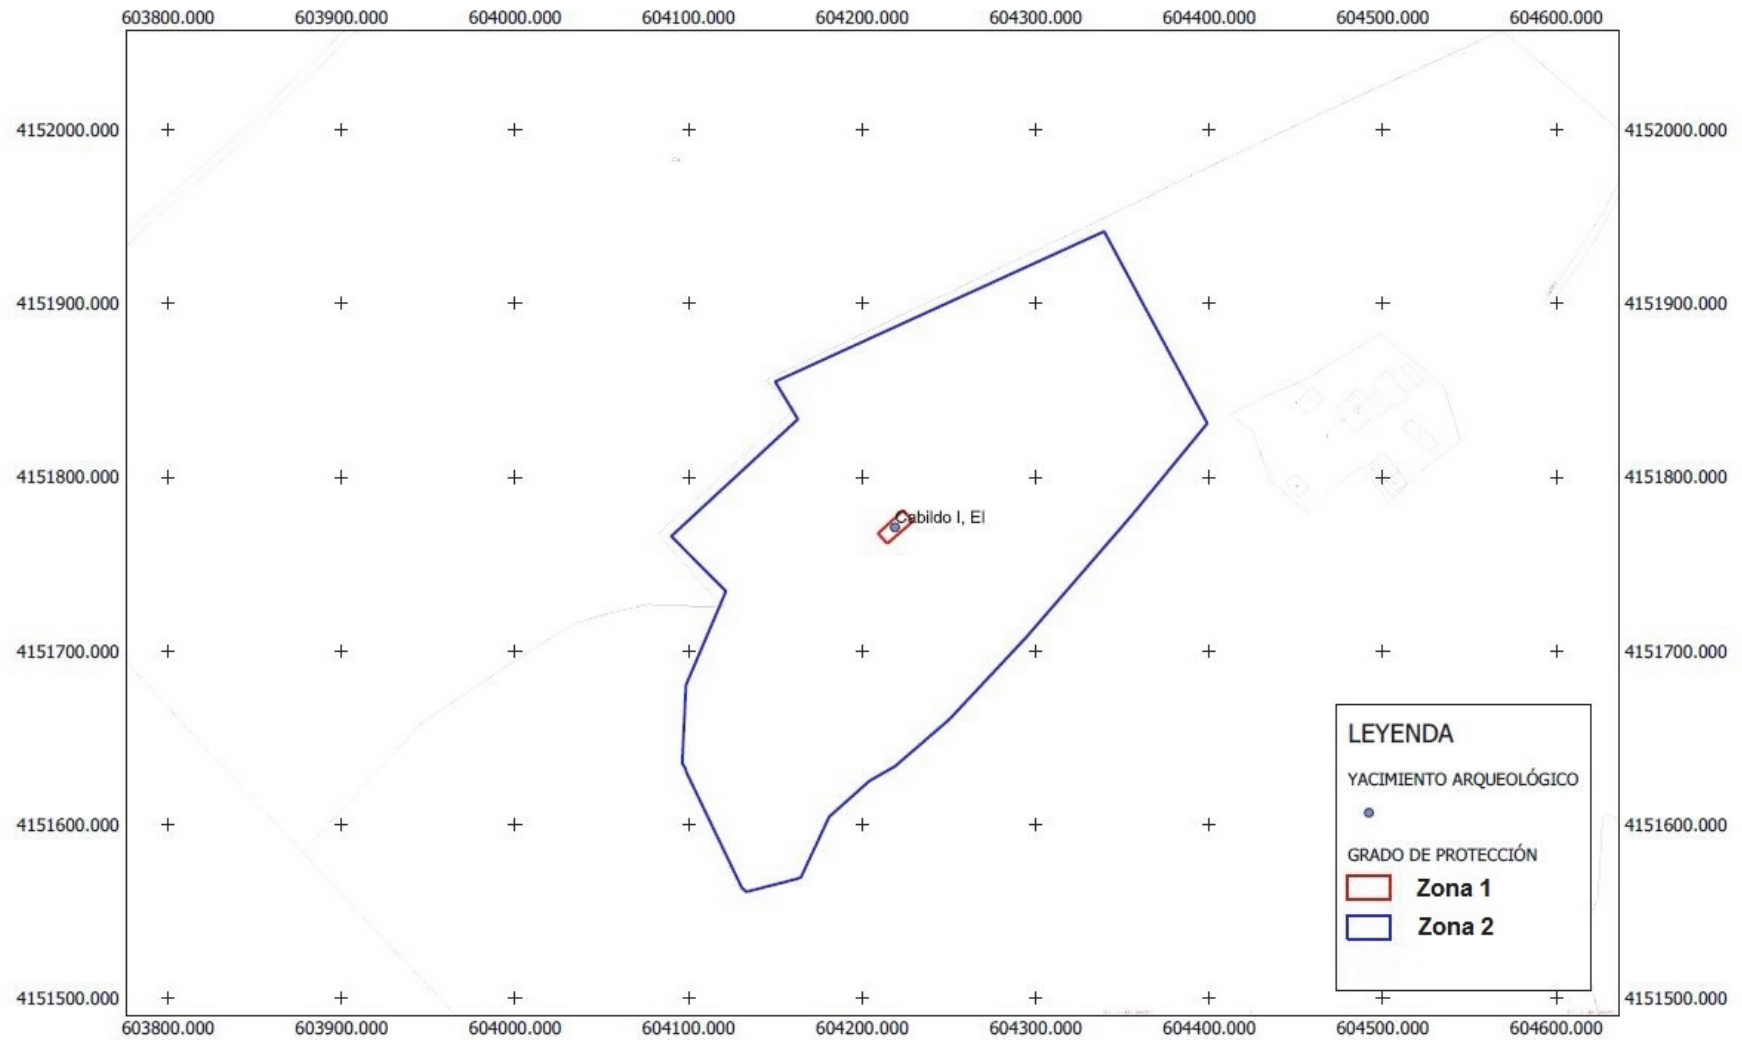 603800.000 603900.000 604000.000 604100.000 604200.000 604300.000 604400.000 604500.000 604600.000
4152000.000 4152000.000
4151900.000 4151900.000
4151800.000 4151800.000
Cabildo I, El
4151700.000 4151700.000
LEYENDA
YACIMIENTO ARQUEOLÓGICO
4151600.000 4151600.000
GRADO DE PROTECCIÓN
Zona 1
Zona 2
4151500.000 4151500.000
603800.000 603900.000 604000.000 604100.000 604200.000 604300.000 604400.000 604500.000 604600.000